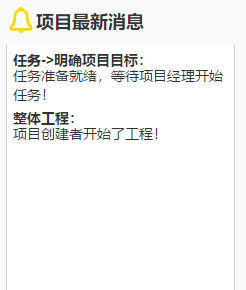 项目最新消息
任务->明确项目目标：
任务准备就绪，等待项目经理开始
任务！
整体工程：
项目创建者开始了工程！